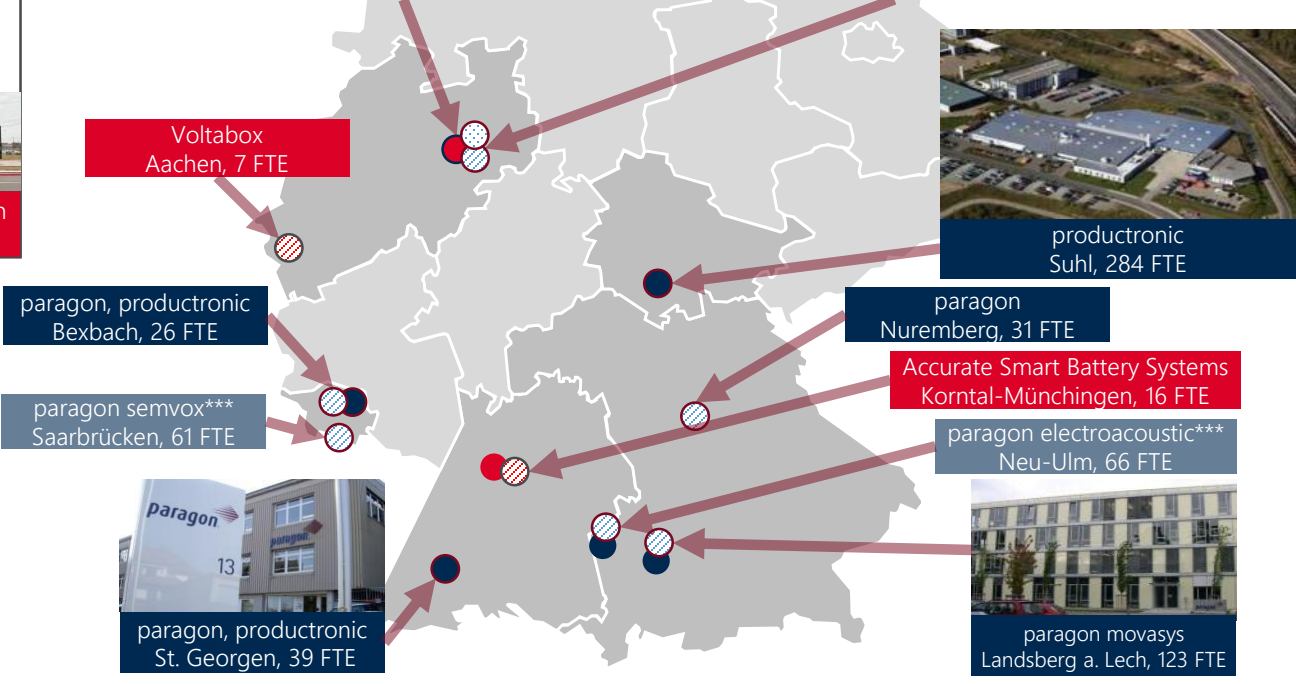 Voltabox
Aachen, 7 FTE
productronic
Suhl, 284 FTE
paragon, productronic
Bexbach, 26 FTE
paragon
Nuremberg, 31 FTE
Accurate Smart Battery Systems
Korntal-Münchingen, 16 FTE
paragon semvox***
Saarbrücken, 61 FTE
paragon electroacoustic***
Neu-Ulm, 66 FTE
paragon
13
paragon
paragon, productronic
St. Georgen, 39 FTE
paragon movasys
Landsberg a. Lech, 123 FTE